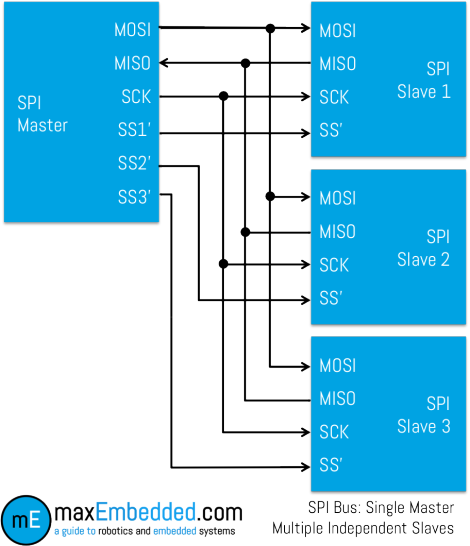 SPI
Master
MOSI
MISO
SCK
SS1'
SS2'
SS3'
MOSI
MISO
SCK
SS'
SPI
Slave 1
MOSI
MISO
SCK
SS'
SPI
Slave 2
MOSI
MISO
SCK
SS'
SPI
Slave 3
mE
maxEmbedded.com
a guide to robotics and embedded systems
SPI Bus: Single Master
Multiple Independent Slaves